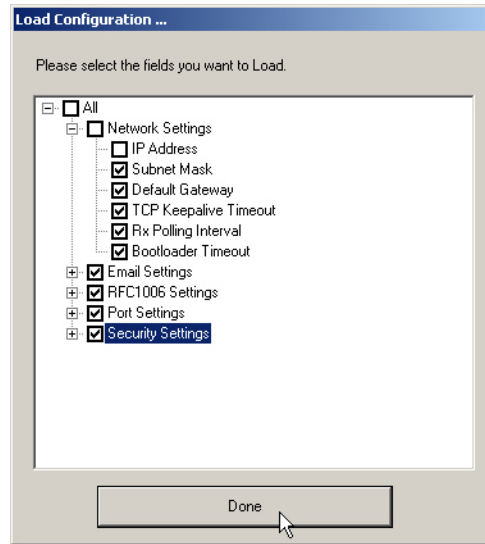 Load Configuration ...
Please select the fields you want to Load.
All
Network Settings
IP Address
Subnet Mask
Default Gateway
TCP Keepalive Timeout
Rx Polling Interval
Bootloader Timeout
Email Settings
RFC1006 Settings
Port Settings
Security Settings
Done